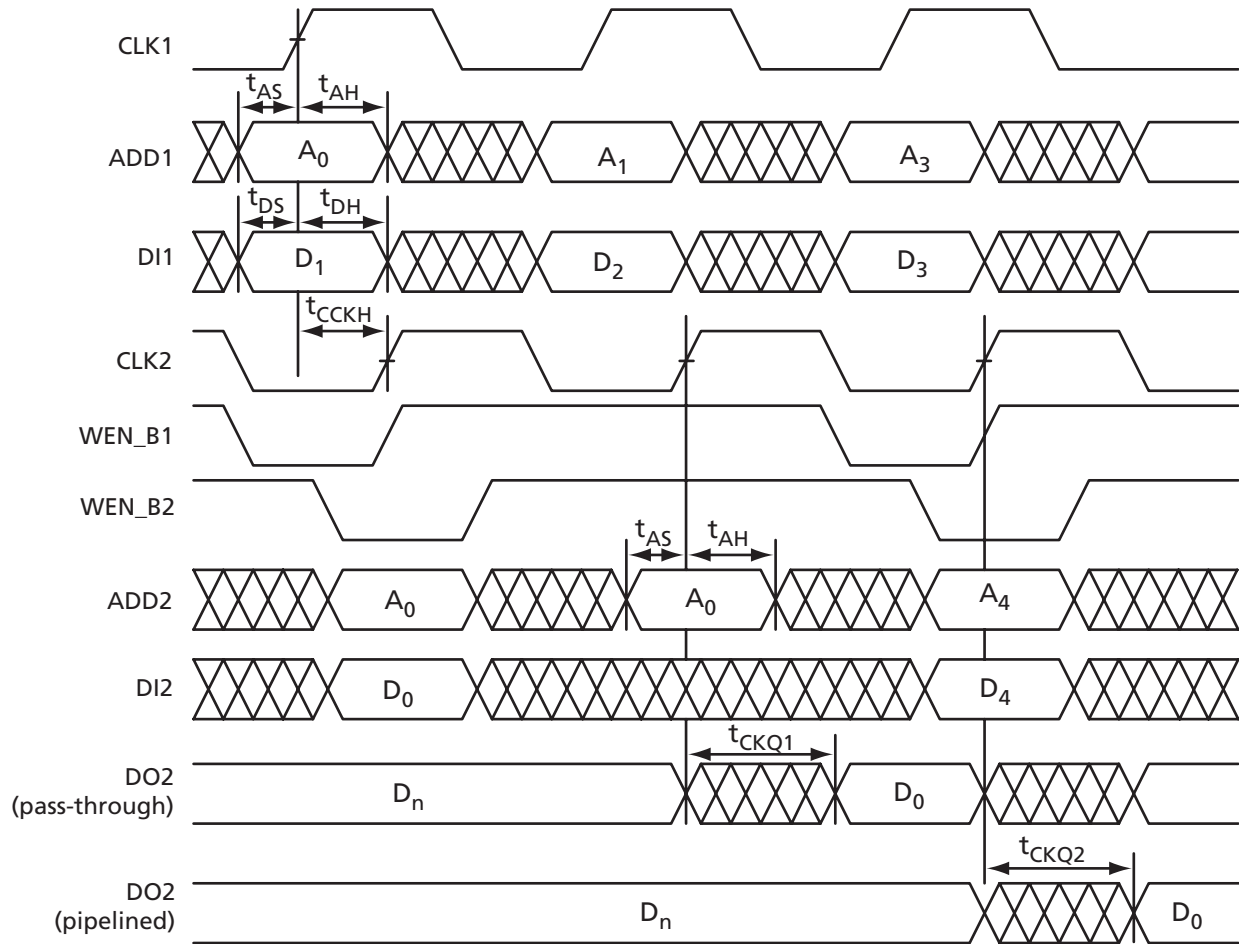 CLK1
t_AS t_AH
ADD1 A_0 A_1 A_3
t_DS t_DH
DI1 D_1 D_2 D_3
t_CCKH
CLK2
WEN_B1
WEN_B2
t_AS t_AH
ADD2 A_0 A_0 A_4
DI2 D_0 D_4
t_CKQ1
DO2
(pass-through) D_n D_0
t_CKQ2
DO2
(pipelined) D_n D_0